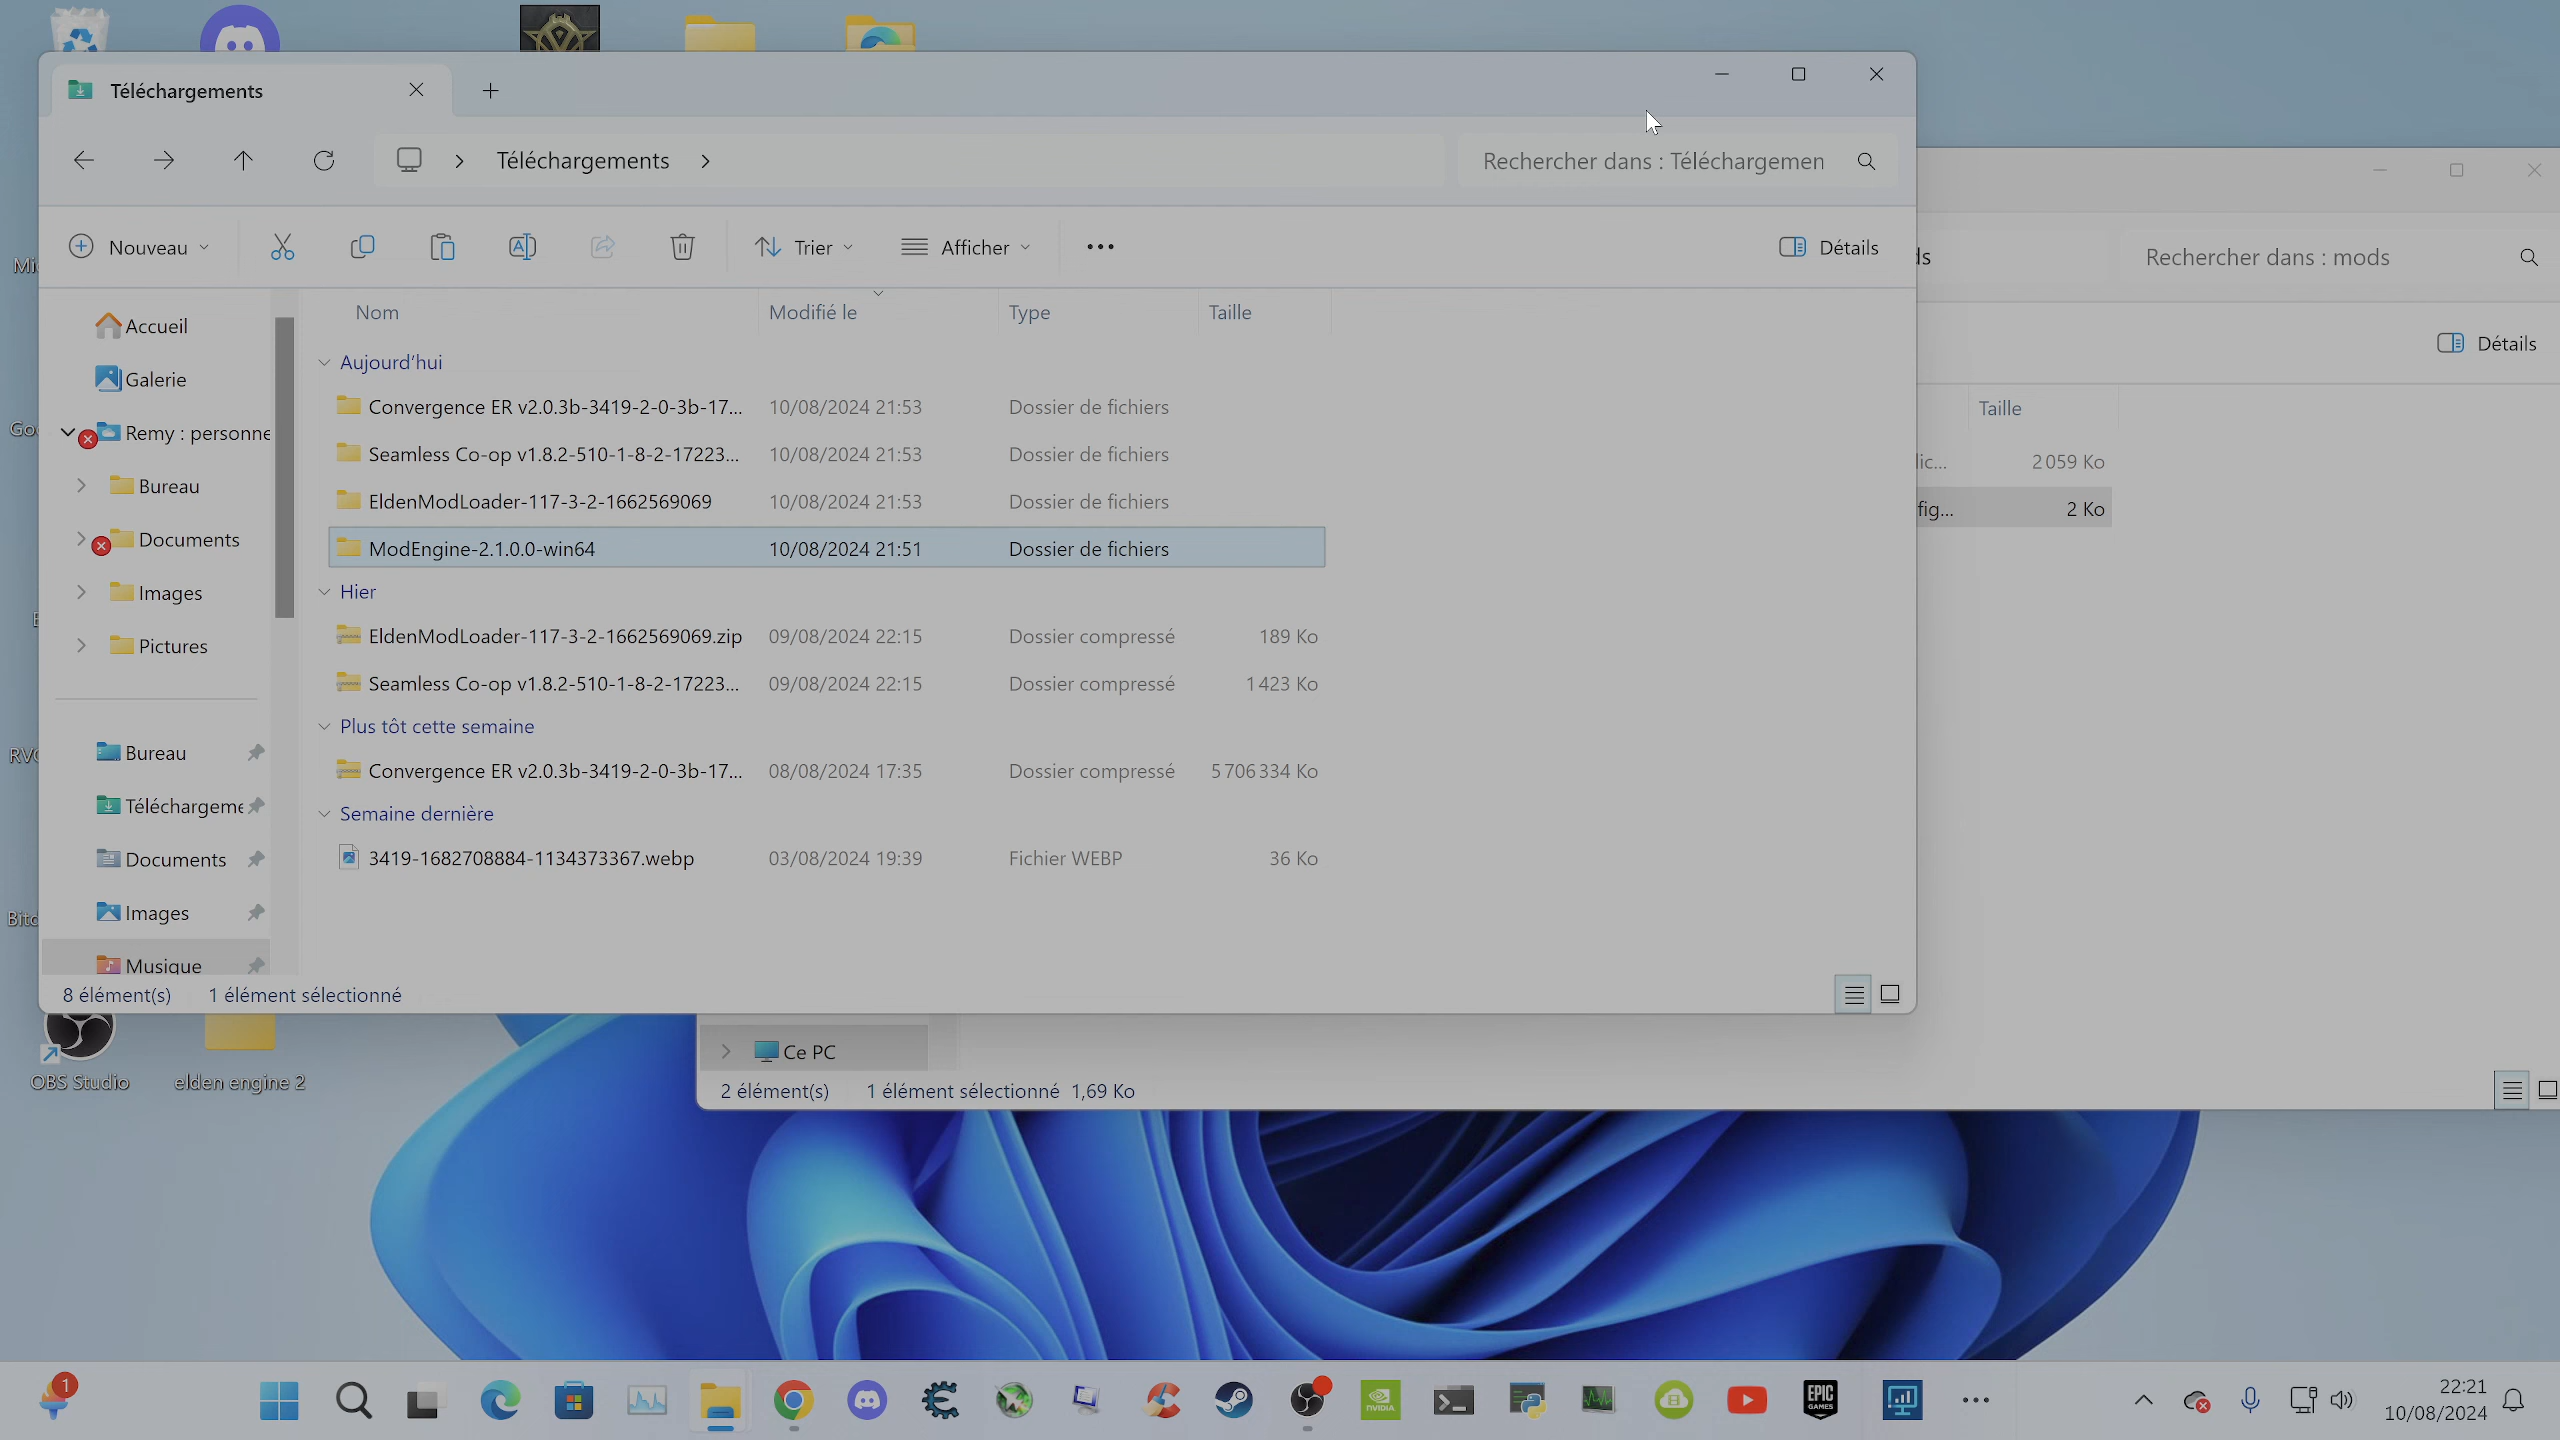 Téléchargements
Téléchargements
Rechercher dans : Téléchargemen
Nouveau
Trier
Afficher
Détails
Rechercher dans : mods
Détails
Nom
Modifié le
Type
Taille
Taille
Accueil
Galerie
Remy : personne
Bureau
Documents
Images
Pictures
Bureau
Téléchargeme
Documents
Images
Musique
Aujourd'hui
Convergence ER v2.0.3b-3419-2-0-3b-17... 10/08/2024 21:53 Dossier de fichiers
Seamless Co-op v1.8.2-510-1-8-2-17223... 10/08/2024 21:53 Dossier de fichiers
EldenModLoader-117-3-2-1662569069 10/08/2024 21:53 Dossier de fichiers
ModEngine-2.1.0.0-win64 10/08/2024 21:51 Dossier de fichiers
Hier
EldenModLoader-117-3-2-1662569069.zip 09/08/2024 22:15 Dossier compressé 189 Ko
Seamless Co-op v1.8.2-510-1-8-2-17223... 09/08/2024 22:15 Dossier compressé 1 423 Ko
Plus tôt cette semaine
Convergence ER v2.0.3b-3419-2-0-3b-17... 08/08/2024 17:35 Dossier compressé 5 706 334 Ko
Semaine dernière
3419-1682708884-1134373367.webp 03/08/2024 19:39 Fichier WEBP 36 Ko
8 élément(s) 1 élément sélectionné
lic... 2 059 Ko
fig... 2 Ko
Ce PC
2 élément(s) 1 élément sélectionné 1,69 Ko
OBS Studio
elden engine 2
1
NVIDIA
EPIC
GAMES
22:21
10/08/2024